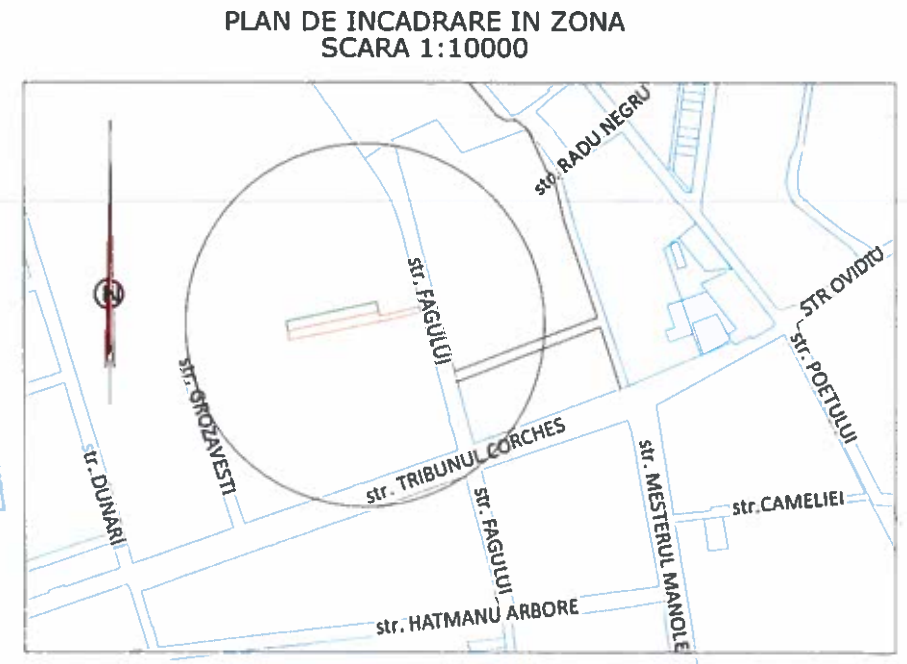 PLAN DE INCADRARE IN ZONA
SCARA 1:10000
str. RADU NEGRU
STR OVIDIU
str. FAGULUI
N
str. POETULUI
str. GROZAVESTI
str. TRIBUNUL CORCHES
str. DUNARI
str. MESTERUL MANOLE
str. FAGULUI
str.CAMELIEI
str. HATMANU ARBORE